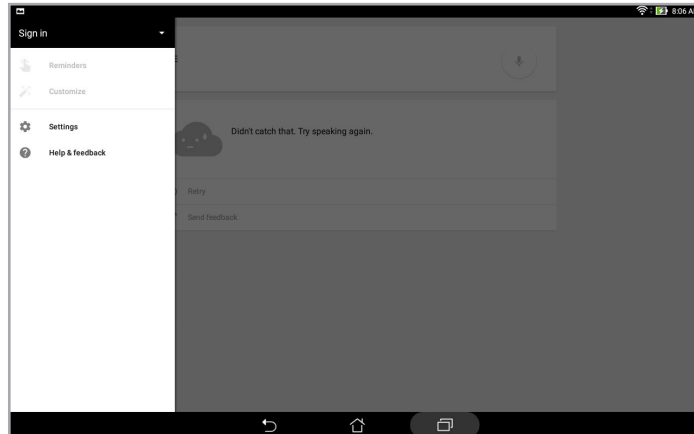 8:06 A
Sign in
Reminders
Customize
Settings
Help & feedback
Didn't catch that. Try speaking again.
Retry
Send feedback